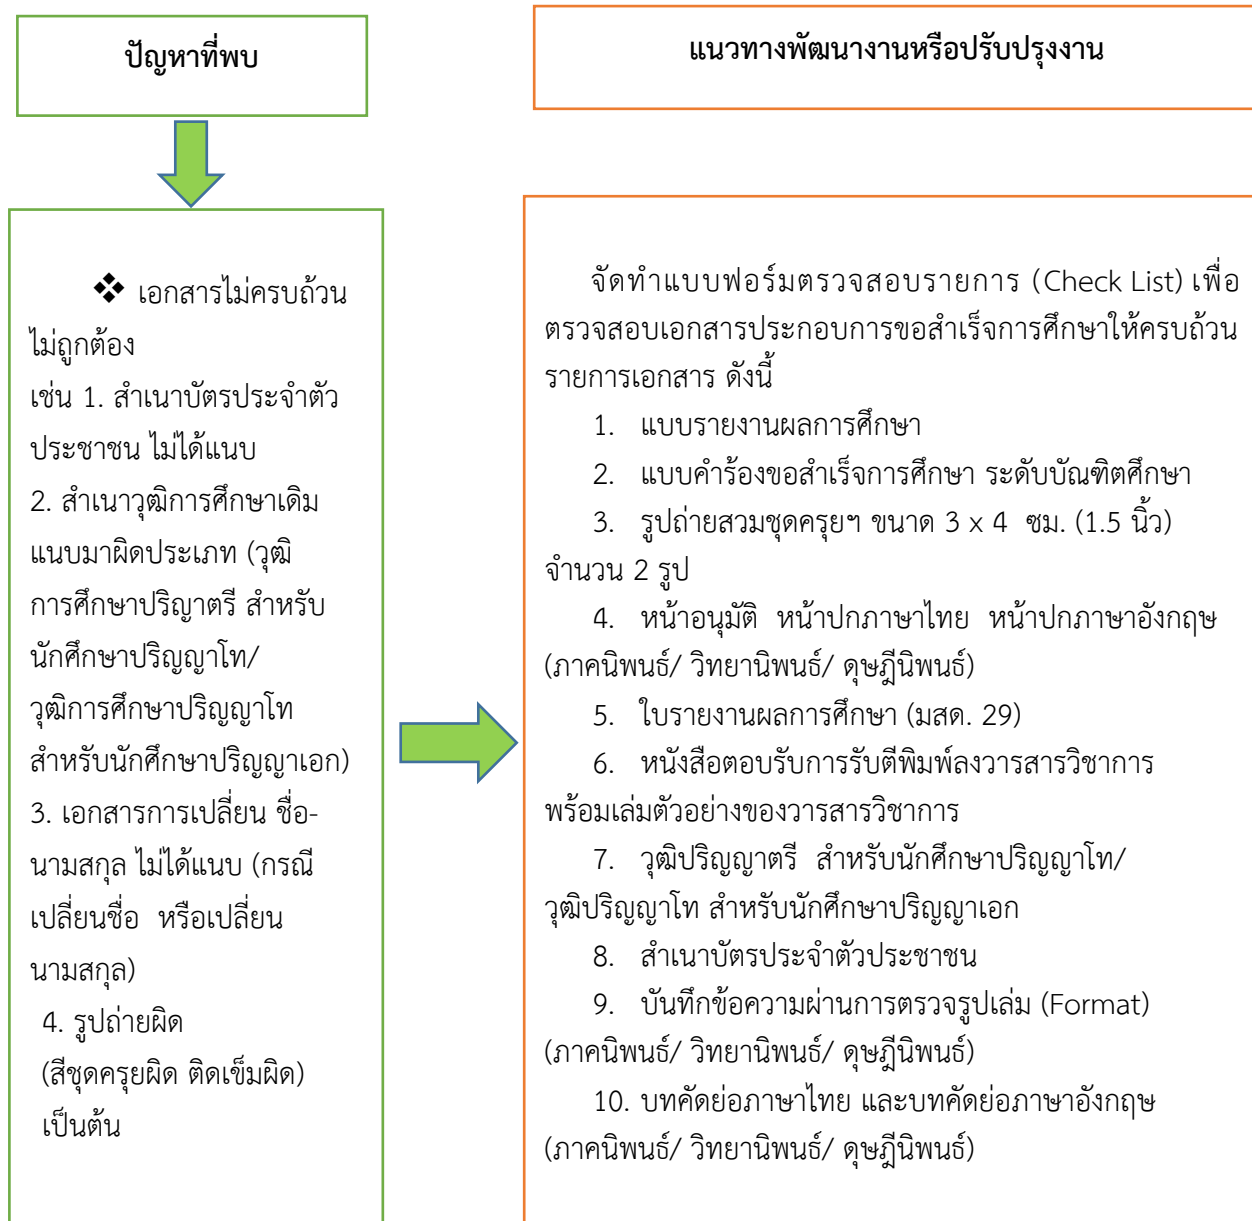 ปัญหาที่พบ
❖ เอกสารไม่ครบถ้วน
ไม่ถูกต้อง
เช่น 1. สำเนาบัตรประจำตัว
ประชาชน ไม่ได้แนบ
2. สำเนาวุฒิการศึกษาเดิม
แนบมาผิดประเภท (วุฒิ
การศึกษาปริญาตรี สำหรับ
นักศึกษาปริญญาโท/
วุฒิการศึกษาปริญญาโท
สำหรับนักศึกษาปริญญาเอก)
3. เอกสารการเปลี่ยน ชื่อ-
นามสกุล ไม่ได้แนบ (กรณี
เปลี่ยนชื่อ หรือเปลี่ยน
นามสกุล)
4. รูปถ่ายผิด
(สีชุดครุยผิด ติดเข็มผิด)
เป็นต้น
แนวทางพัฒนางานหรือปรับปรุงงาน
จัดทำแบบฟอร์มตรวจสอบรายการ (Check List) เพื่อ
ตรวจสอบเอกสารประกอบการขอสำเร็จการศึกษาให้ครบถ้วน
รายการเอกสาร ดังนี้
1. แบบรายงานผลการศึกษา
2. แบบคำร้องขอสำเร็จการศึกษา ระดับบัณฑิตศึกษา
3. รูปถ่ายสวมชุดครุยฯ ขนาด 3 x 4 ซม. (1.5 นิ้ว)
จำนวน 2 รูป
4. หน้าอนุมัติ หน้าปกภาษาไทย หน้าปกภาษาอังกฤษ
(ภาคนิพนธ์/ วิทยานิพนธ์/ ดุษฎีนิพนธ์)
5. ใบรายงานผลการศึกษา (มสด. 29)
6. หนังสือตอบรับการรับตีพิมพ์ลงวารสารวิชาการ
พร้อมเล่มตัวอย่างของวารสารวิชาการ
7. วุฒิปริญญาตรี สำหรับนักศึกษาปริญญาโท/
วุฒิปริญญาโท สำหรับนักศึกษาปริญญาเอก
8. สำเนาบัตรประจำตัวประชาชน
9. บันทึกข้อความผ่านการตรวจรูปเล่ม (Format)
(ภาคนิพนธ์/ วิทยานิพนธ์/ ดุษฎีนิพนธ์)
10. บทคัดย่อภาษาไทย และบทคัดย่อภาษาอังกฤษ
(ภาคนิพนธ์/ วิทยานิพนธ์/ ดุษฎีนิพนธ์)